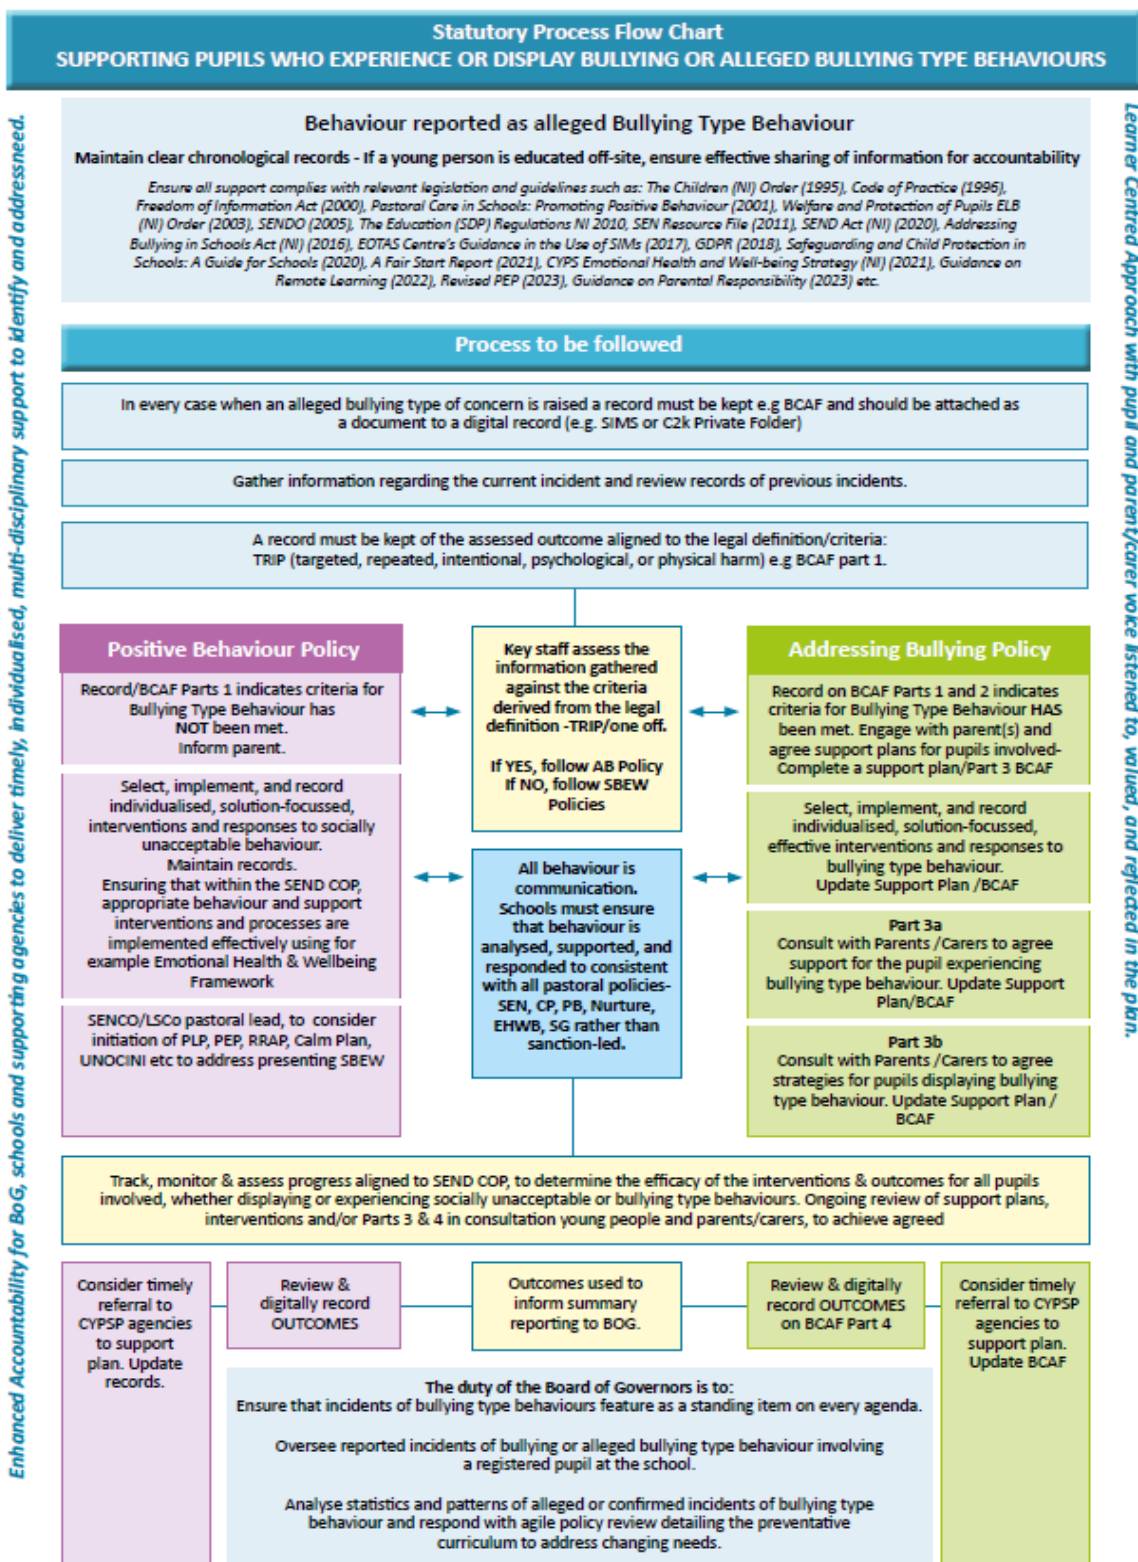 Statutory Process Flow Chart
SUPPORTING PUPILS WHO EXPERIENCE OR DISPLAY BULLYING OR ALLEGED BULLYING TYPE BEHAVIOURS
Enhanced Accountability for BoG, schools and supporting agencies to deliver timely, individualised, multi-disciplinary support to identify and addressneed.
Learner Centred Approach with pupil and parent/carer voice listened to, valued, and reflected in the plan.
Behaviour reported as alleged Bullying Type Behaviour
Maintain clear chronological records - If a young person is educated off-site, ensure effective sharing of information for accountability
Ensure all support complies with relevant legislation and guidelines such as: The Children (NI) Order (1995), Code of Practice (1996),
Freedom of Information Act (2000), Pastoral Care in Schools: Promoting Positive Behaviour (2001), Welfare and Protection of Pupils ELB
(NI) Order (2003), SENDO (2005), The Education (SDP) Regulations NI 2010, SEN Resource File (2011), SEND Act (NI) (2020), Addressing
Bullying in Schools Act (NI) (2016), EOTAS Centre's Guidance in the Use of SIMs (2017), GDPR (2018), Safeguarding and Child Protection in
Schools: A Guide for Schools (2020), A Fair Start Report (2021), CYPS Emotional Health and Well-being Strategy (NI) (2021), Guidance on
Remote Learning (2022), Revised PEP (2023), Guidance on Parental Responsibility (2023) etc.
Process to be followed
In every case when an alleged bullying type of concern is raised a record must be kept e.g BCAF and should be attached as
a document to a digital record (e.g. SIMS or C2k Private Folder)
Gather information regarding the current incident and review records of previous incidents.
A record must be kept of the assessed outcome aligned to the legal definition/criteria:
TRIP (targeted, repeated, intentional, psychological, or physical harm) e.g BCAF part 1.
Positive Behaviour Policy
Record/BCAF Parts 1 indicates criteria for
Bullying Type Behaviour has
NOT been met.
Inform parent.
Select, implement, and record
individualised, solution-focussed,
interventions and responses to socially
unacceptable behaviour.
Maintain records.
Ensuring that within the SEND COP,
appropriate behaviour and support
interventions and processes are
implemented effectively using for
example Emotional Health & Wellbeing
Framework
SENCO/LSCo pastoral lead, to consider
initiation of PLP, PEP, RRAP, Calm Plan,
UNOCINI etc to address presenting SBEW
Key staff assess the
information gathered
against the criteria
derived from the legal
definition -TRIP/one off.
If YES, follow AB Policy
If NO, follow SBEW
Policies
All behaviour is
communication.
Schools must ensure
that behaviour is
analysed, supported, and
responded to consistent
with all pastoral policies-
SEN, CP, PB, Nurture,
EHWB, SG rather than
sanction-led.
Addressing Bullying Policy
Record on BCAF Parts 1 and 2 indicates
criteria for Bullying Type Behaviour HAS
been met. Engage with parent(s) and
agree support plans for pupils involved-
Complete a support plan/Part 3 BCAF
Select, implement, and record
individualised, solution-focussed,
effective interventions and responses to
bullying type behaviour.
Update Support Plan /BCAF
Part 3a
Consult with Parents /Carers to agree
support for the pupil experiencing
bullying type behaviour. Update Support
Plan/BCAF
Part 3b
Consult with Parents /Carers to agree
strategies for pupils displaying bullying
type behaviour. Update Support Plan /
BCAF
Track, monitor & assess progress aligned to SEND COP, to determine the efficacy of the interventions & outcomes for all pupils
involved, whether displaying or experiencing socially unacceptable or bullying type behaviours. Ongoing review of support plans,
interventions and/or Parts 3 & 4 in consultation young people and parents/carers, to achieve agreed
Consider timely
referral to
CYPSP agencies
to support
plan. Update
records.
Review &
digitally record
OUTCOMES
Outcomes used to
inform summary
reporting to BOG.
Review & digitally
record OUTCOMES
on BCAF Part 4
Consider timely
referral to CYPSP
agencies to
support plan.
Update BCAF
The duty of the Board of Governors is to:
Ensure that incidents of bullying type behaviours feature as a standing item on every agenda.
Oversee reported incidents of bullying or alleged bullying type behaviour involving
a registered pupil at the school.
Analyse statistics and patterns of alleged or confirmed incidents of bullying type
behaviour and respond with agile policy review detailing the preventative
curriculum to address changing needs.